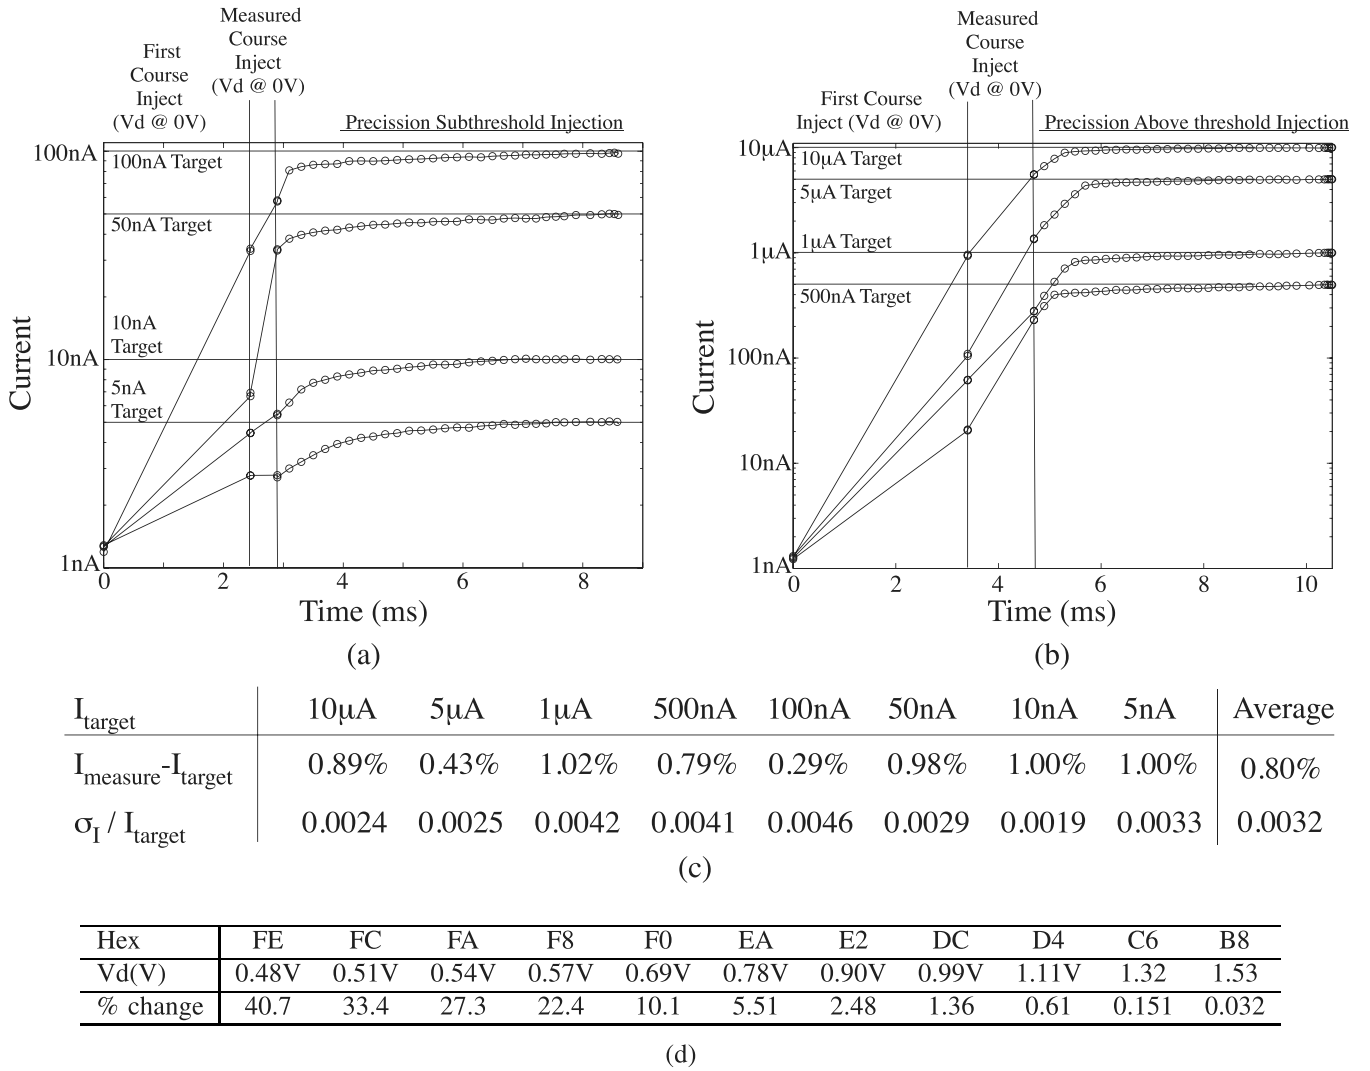 First
Course
Inject
(Vd @ 0V)
Measured
Course
Inject
(Vd @ 0V)
Precission Subthreshold Injection
100nA
100nA Target
50nA Target
10nA
Target
10nA
5nA
Target
1nA
Current
0 2 4 6 8
Time (ms)
(a)
First Course
Inject (Vd @ 0V)
Measured
Course
Inject
(Vd @ 0V)
Precission Above threshold Injection
10μA
10μA Target
5μA Target
1μA
1μA Target
500nA Target
100nA
10nA
1nA
Current
0 2 4 6 8 10
Time (ms)
(b)
I target 10μA 5μA 1μA 500nA 100nA 50nA 10nA 5nA Average
I measure-I target 0.89% 0.43% 1.02% 0.79% 0.29% 0.98% 1.00% 1.00% 0.80%
σI / I target 0.0024 0.0025 0.0042 0.0041 0.0046 0.0029 0.0019 0.0033 0.0032
(c)
Hex FE FC FA F8 F0 EA E2 DC D4 C6 B8
Vd(V) 0.48V 0.51V 0.54V 0.57V 0.69V 0.78V 0.90V 0.99V 1.11V 1.32 1.53
% change 40.7 33.4 27.3 22.4 10.1 5.51 2.48 1.36 0.61 0.151 0.032
(d)